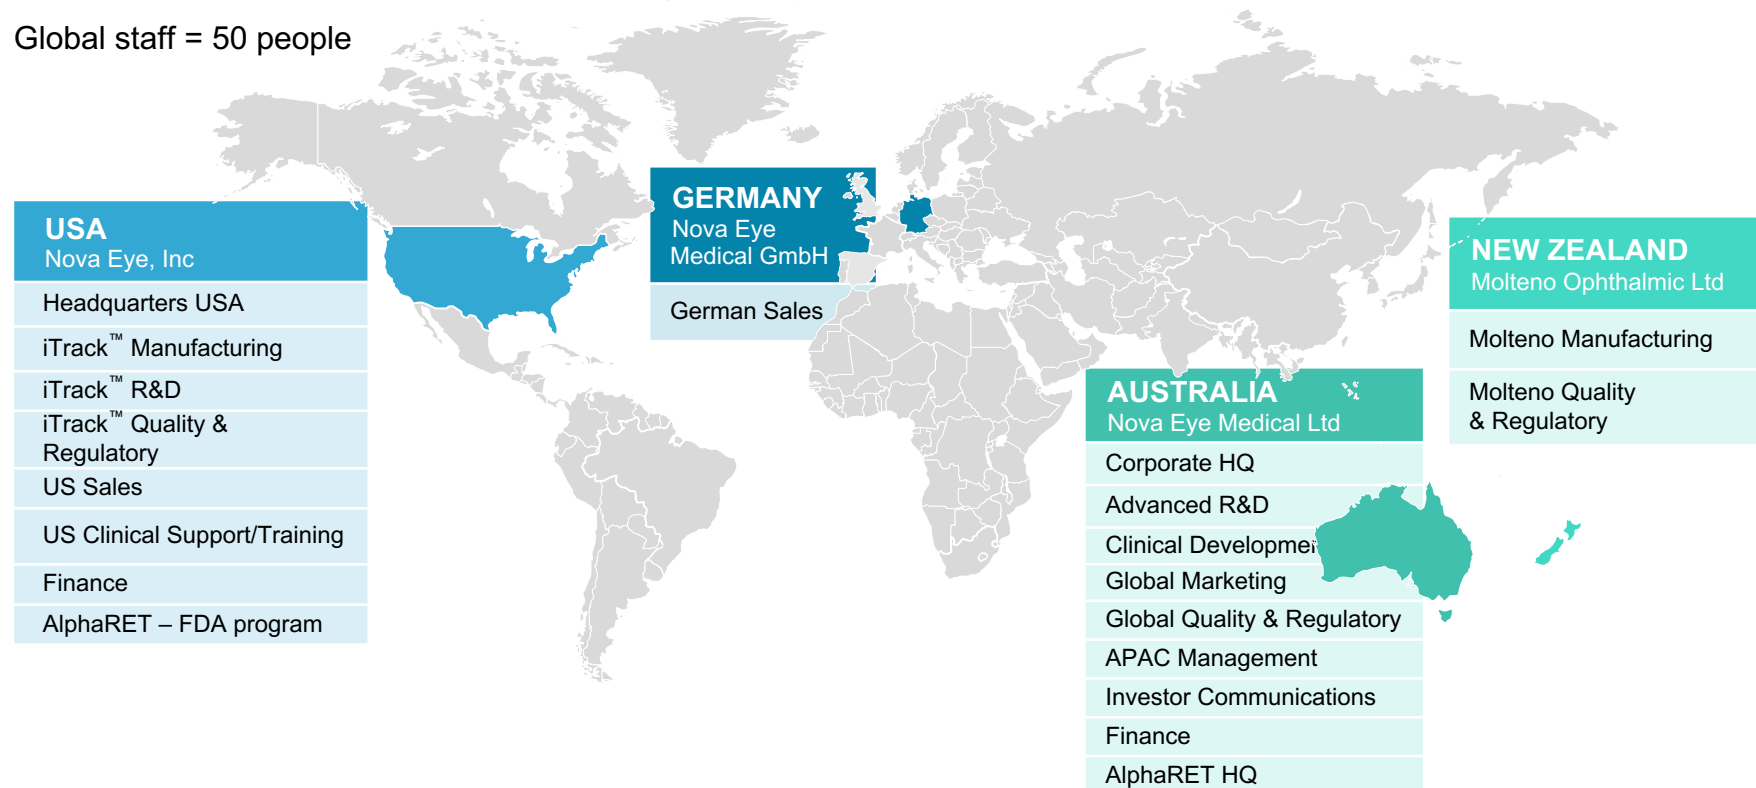 Global staff = 50 people
USA
Nova Eye, Inc
Headquarters USA
iTrack™ Manufacturing
iTrack™ R&D
iTrack™ Quality &
Regulatory
US Sales
US Clinical Support/Training
Finance
AlphaRET – FDA program
GERMANY
Nova Eye
Medical GmbH
German Sales
AUSTRALIA
Nova Eye Medical Ltd
Corporate HQ
Advanced R&D
Clinical Developmen
Global Marketing
Global Quality & Regulatory
APAC Management
Investor Communications
Finance
AlphaRET HQ
NEW ZEALAND
Molteno Ophthalmic Ltd
Molteno Manufacturing
Molteno Quality
& Regulatory